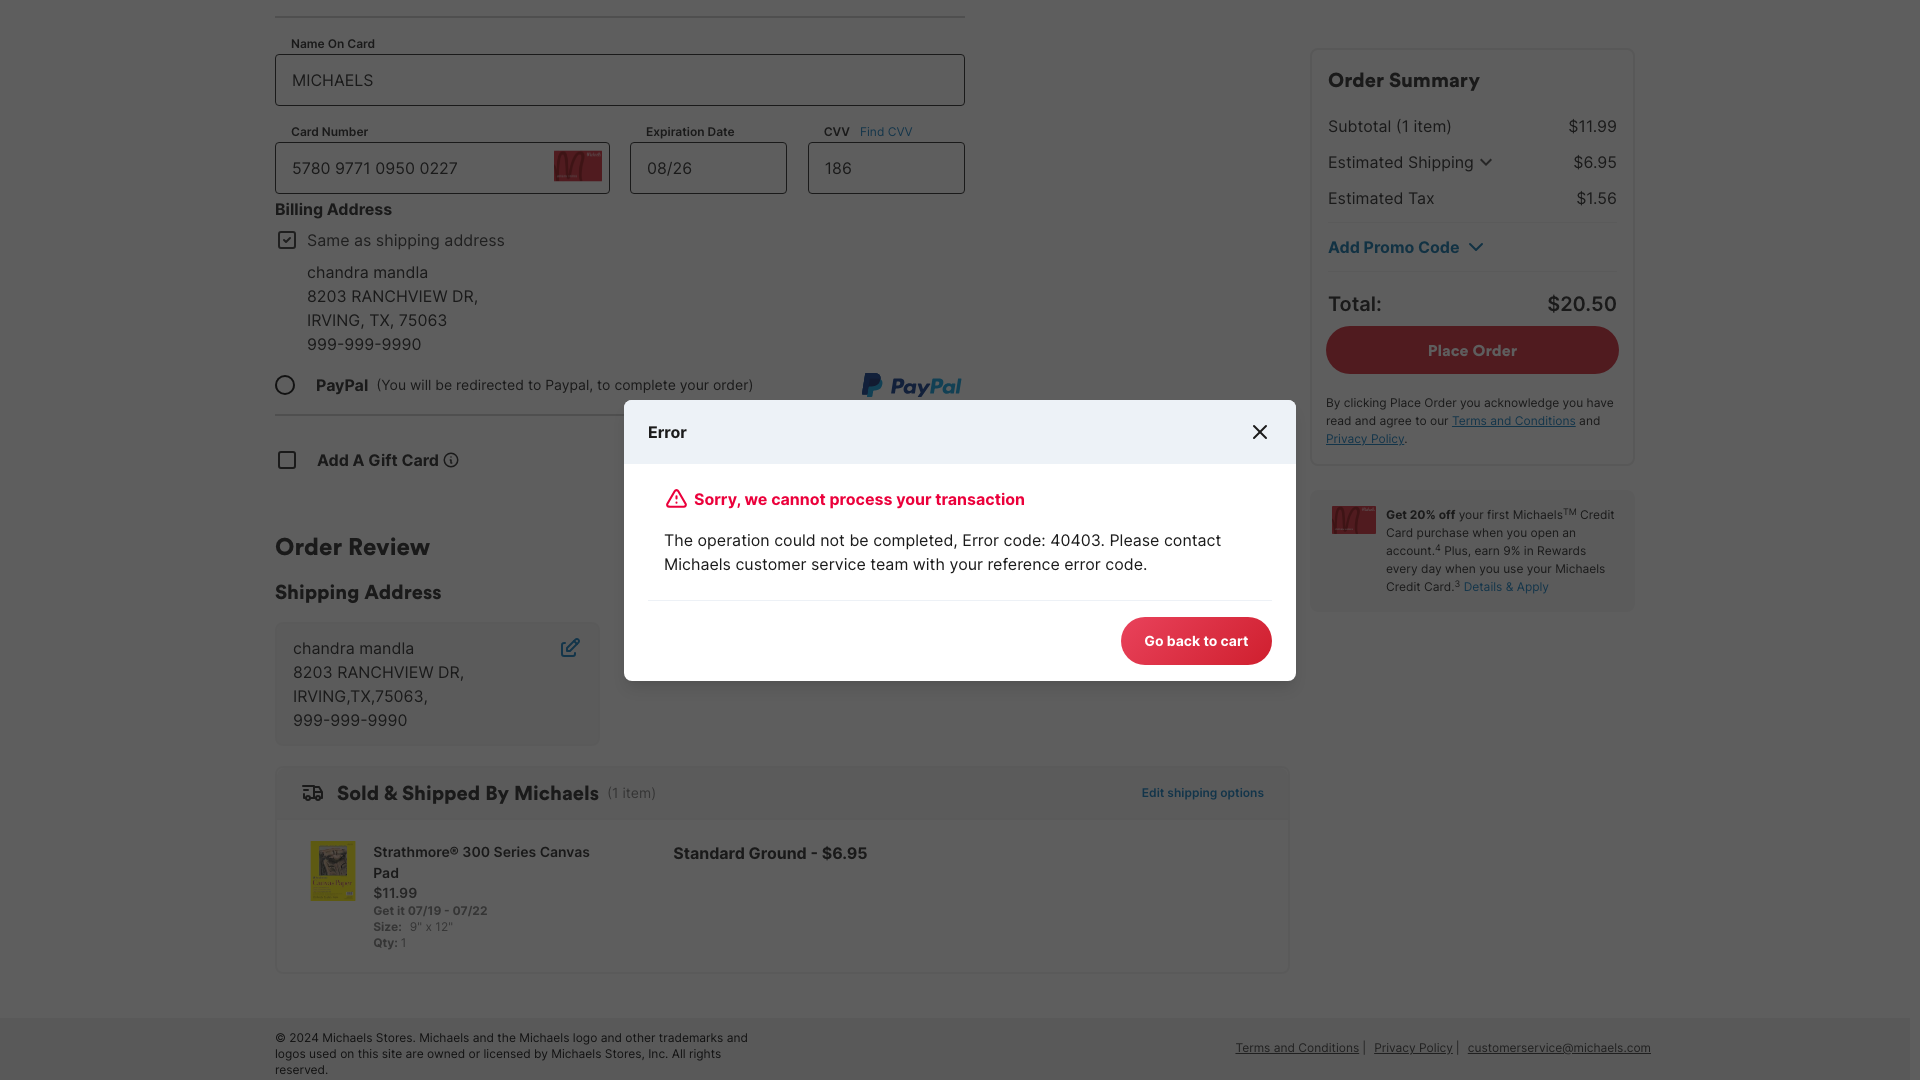 Name On Card
MICHAELS
Card Number
Expiration Date
CVV Find CVV
5780 9771 0950 0227
08/26
186
Billing Address
Same as shipping address
chandra mandla
8203 RANCHVIEW DR,
IRVING, TX, 75063
999-999-9990
PayPal (You will be redirected to Paypal, to complete your order)
PayPal
Add A Gift Card
Order Summary
Subtotal (1 item) $11.99
Estimated Shipping $6.95
Estimated Tax $1.56
Add Promo Code
Total: $20.50
Place Order
By clicking Place Order you acknowledge you have
read and agree to our Terms and Conditions and
Privacy Policy.
Get 20% off your first Michaels™ Credit
Card purchase when you open an
account.⁴ Plus, earn 9% in Rewards
every day when you use your Michaels
Credit Card.³ Details & Apply
Error
Sorry, we cannot process your transaction
The operation could not be completed, Error code: 40403. Please contact
Michaels customer service team with your reference error code.
Go back to cart
Order Review
Shipping Address
chandra mandla
8203 RANCHVIEW DR,
IRVING,TX,75063,
999-999-9990
Sold & Shipped By Michaels (1 item)
Edit shipping options
Strathmore® 300 Series Canvas
Pad
$11.99
Get it 07/19 - 07/22
Size: 9" x 12"
Qty: 1
Standard Ground - $6.95
© 2024 Michaels Stores. Michaels and the Michaels logo and other trademarks and
logos used on this site are owned or licensed by Michaels Stores, Inc. All rights
reserved.
Terms and Conditions | Privacy Policy | customerservice@michaels.com